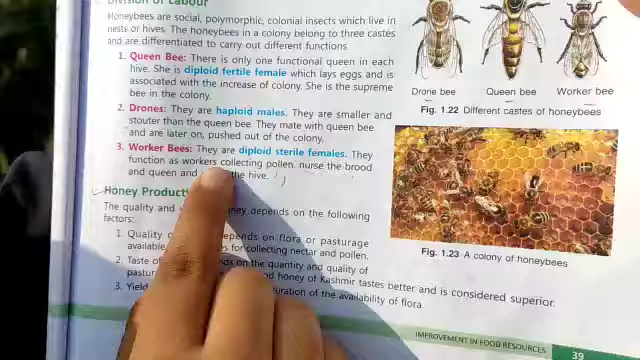 Division of Labour
Honeybees are social, polymorphic, colonial insects which live in
nests or hives. The honeybees in a colony belong to three castes
and are differentiated to carry out different functions.
1. Queen Bee: There is only one functional queen in each
hive. She is diploid fertile female which lays eggs and is
associated with the increase of colony. She is the supreme
bee in the colony.
2. Drones: They are haploid males. They are smaller and
stouter than the queen bee. They mate with queen bee
and are later on, pushed out of the colony.
3. Worker Bees: They are diploid sterile females. They
function as workers collecting pollen, nurse the brood
and queen and the hive.
Honey Producti
The quality and depends on the following
factors:
1. Quality depends on flora or pasturage
available for collecting nectar and pollen.
2. Taste of on the quantity and quality of
pastur honey of Kashmir tastes better and is considered superior.
3. Yield of the availability of flora.
Drone bee
Queen bee
Worker bee
Fig. 1.22 Different castes of honeybees
Fig. 1.23 A colony of honeybees
IMPROVEMENT IN FOOD RESOURCES
39